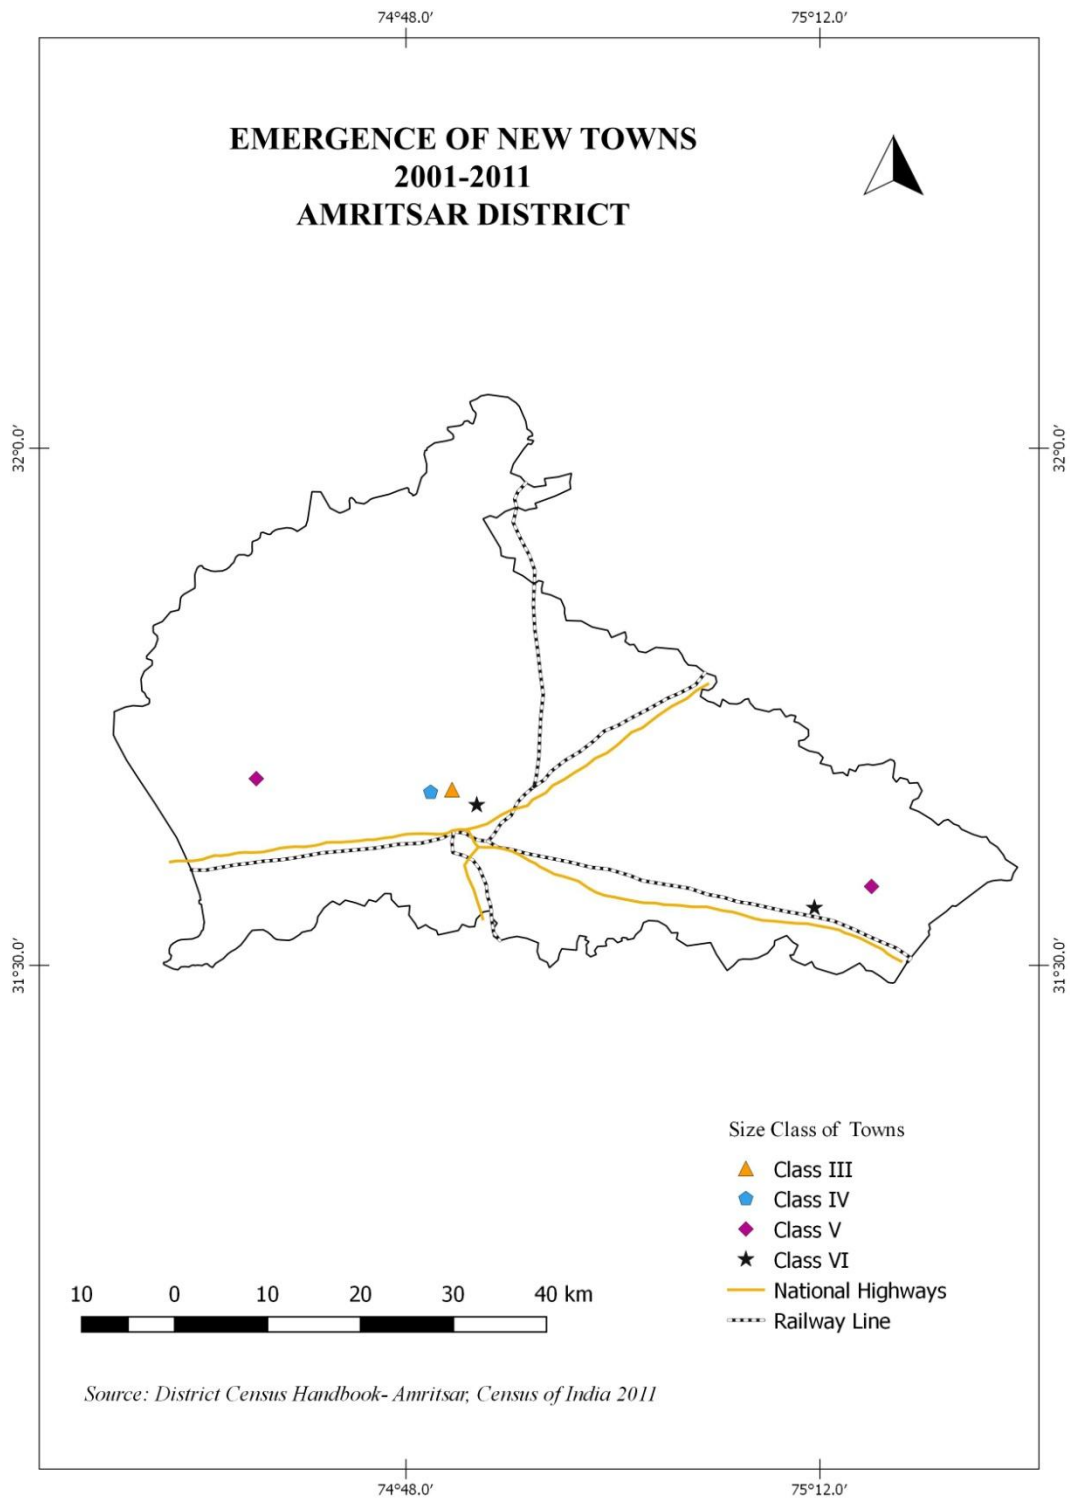 74°48.0′ 75°12.0′
EMERGENCE OF NEW TOWNS
2001-2011
AMRITSAR DISTRICT
32°0.0′ 32°0.0′
31°30.0′ 31°30.0′
Size Class of Towns
Class III
Class IV
Class V
Class VI
National Highways
Railway Line
10 0 10 20 30 40 km
Source: District Census Handbook- Amritsar, Census of India 2011
74°48.0′ 75°12.0′